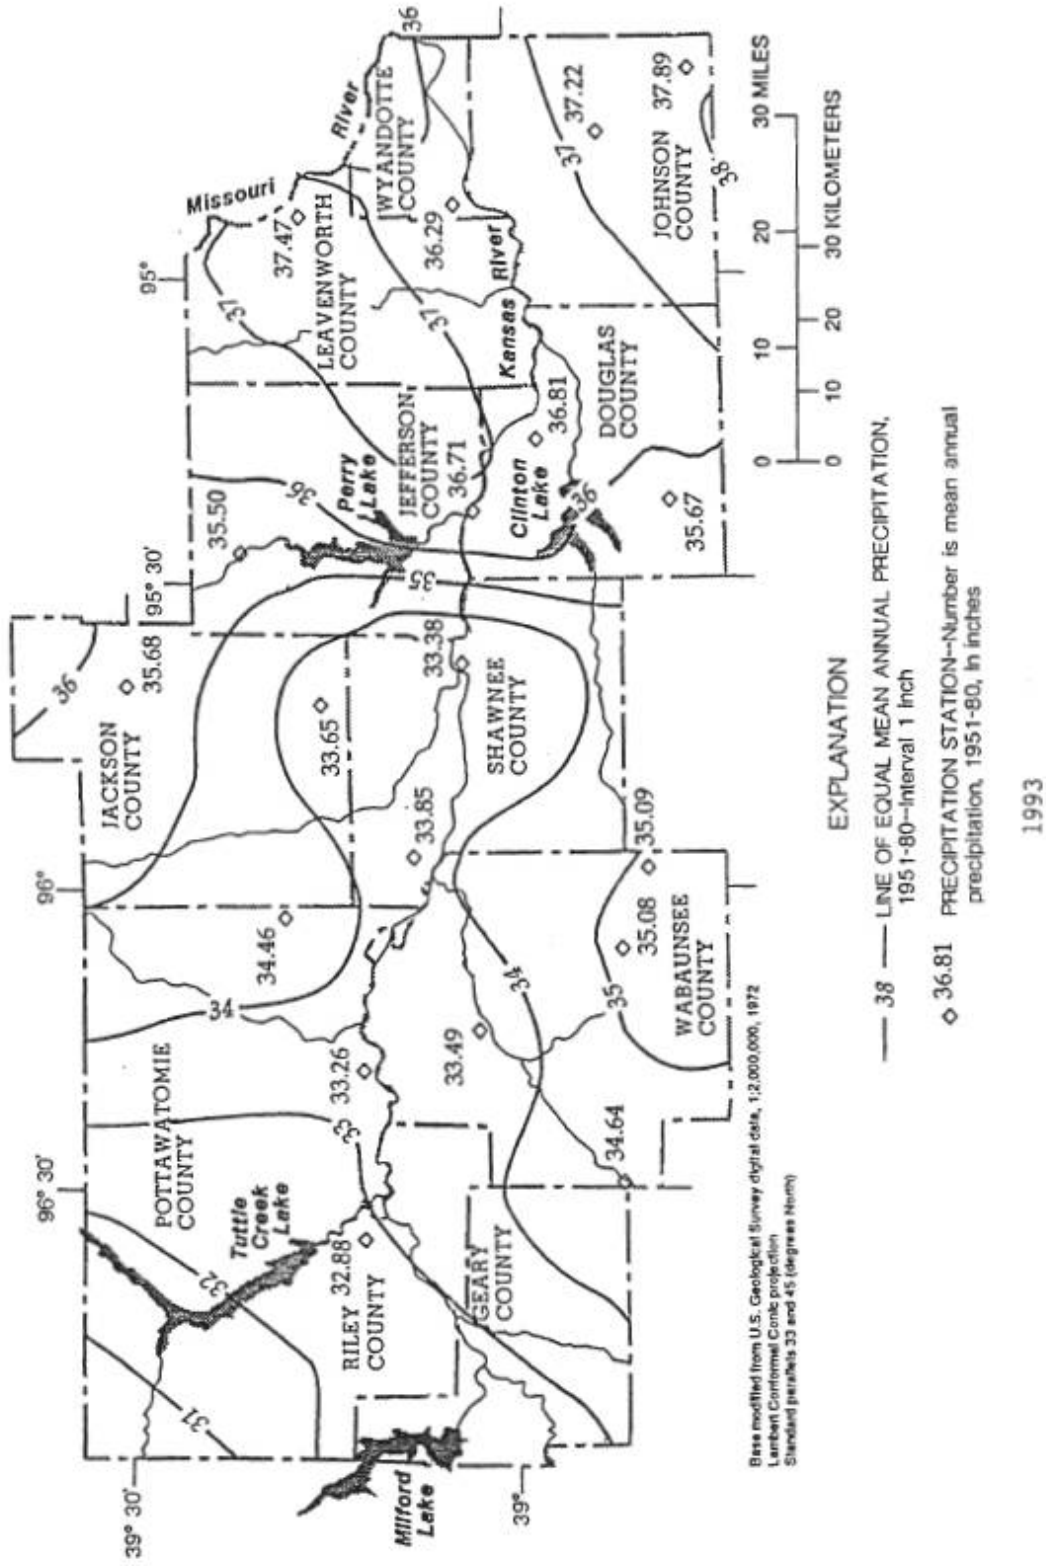 96° 30'
96°
95° 30'
95°
39° 30'
39°
31
32
POTTAWATOMIE
COUNTY
Tuttle
Creek
Lake
RILEY
COUNTY
32.88
Milford
Lake
GEARY
COUNTY
33
33.26
34
34.46
33.49
34
34.64
35
WABAUNSEE
COUNTY
35.08
35.09
JACKSON
COUNTY
36
35.68
33.65
33.85
33.38
SHAWNEE
COUNTY
35
35.50
36
Perry
Lake
JEFFERSON
COUNTY
36.71
Clinton
Lake
36
36.81
35.67
DOUGLAS
COUNTY
Kansas
River
37
LEAVENWORTH
COUNTY
37.47
37
Missouri
River
WYANDOTTE
COUNTY
36
36.29
37
37.22
JOHNSON
COUNTY
37.89
38
0 10 20 30 MILES
0 10 20 30 KILOMETERS
Base modified from U.S. Geological Survey digital data, 1:2,000,000, 1972
Lambert Conformal Conic projection
Standard parallels 33 and 45 (degrees North)
EXPLANATION
38 LINE OF EQUAL MEAN ANNUAL PRECIPITATION,
1951-80--Interval 1 inch
36.81 PRECIPITATION STATION--Number is mean annual
precipitation, 1951-80, in inches
1993